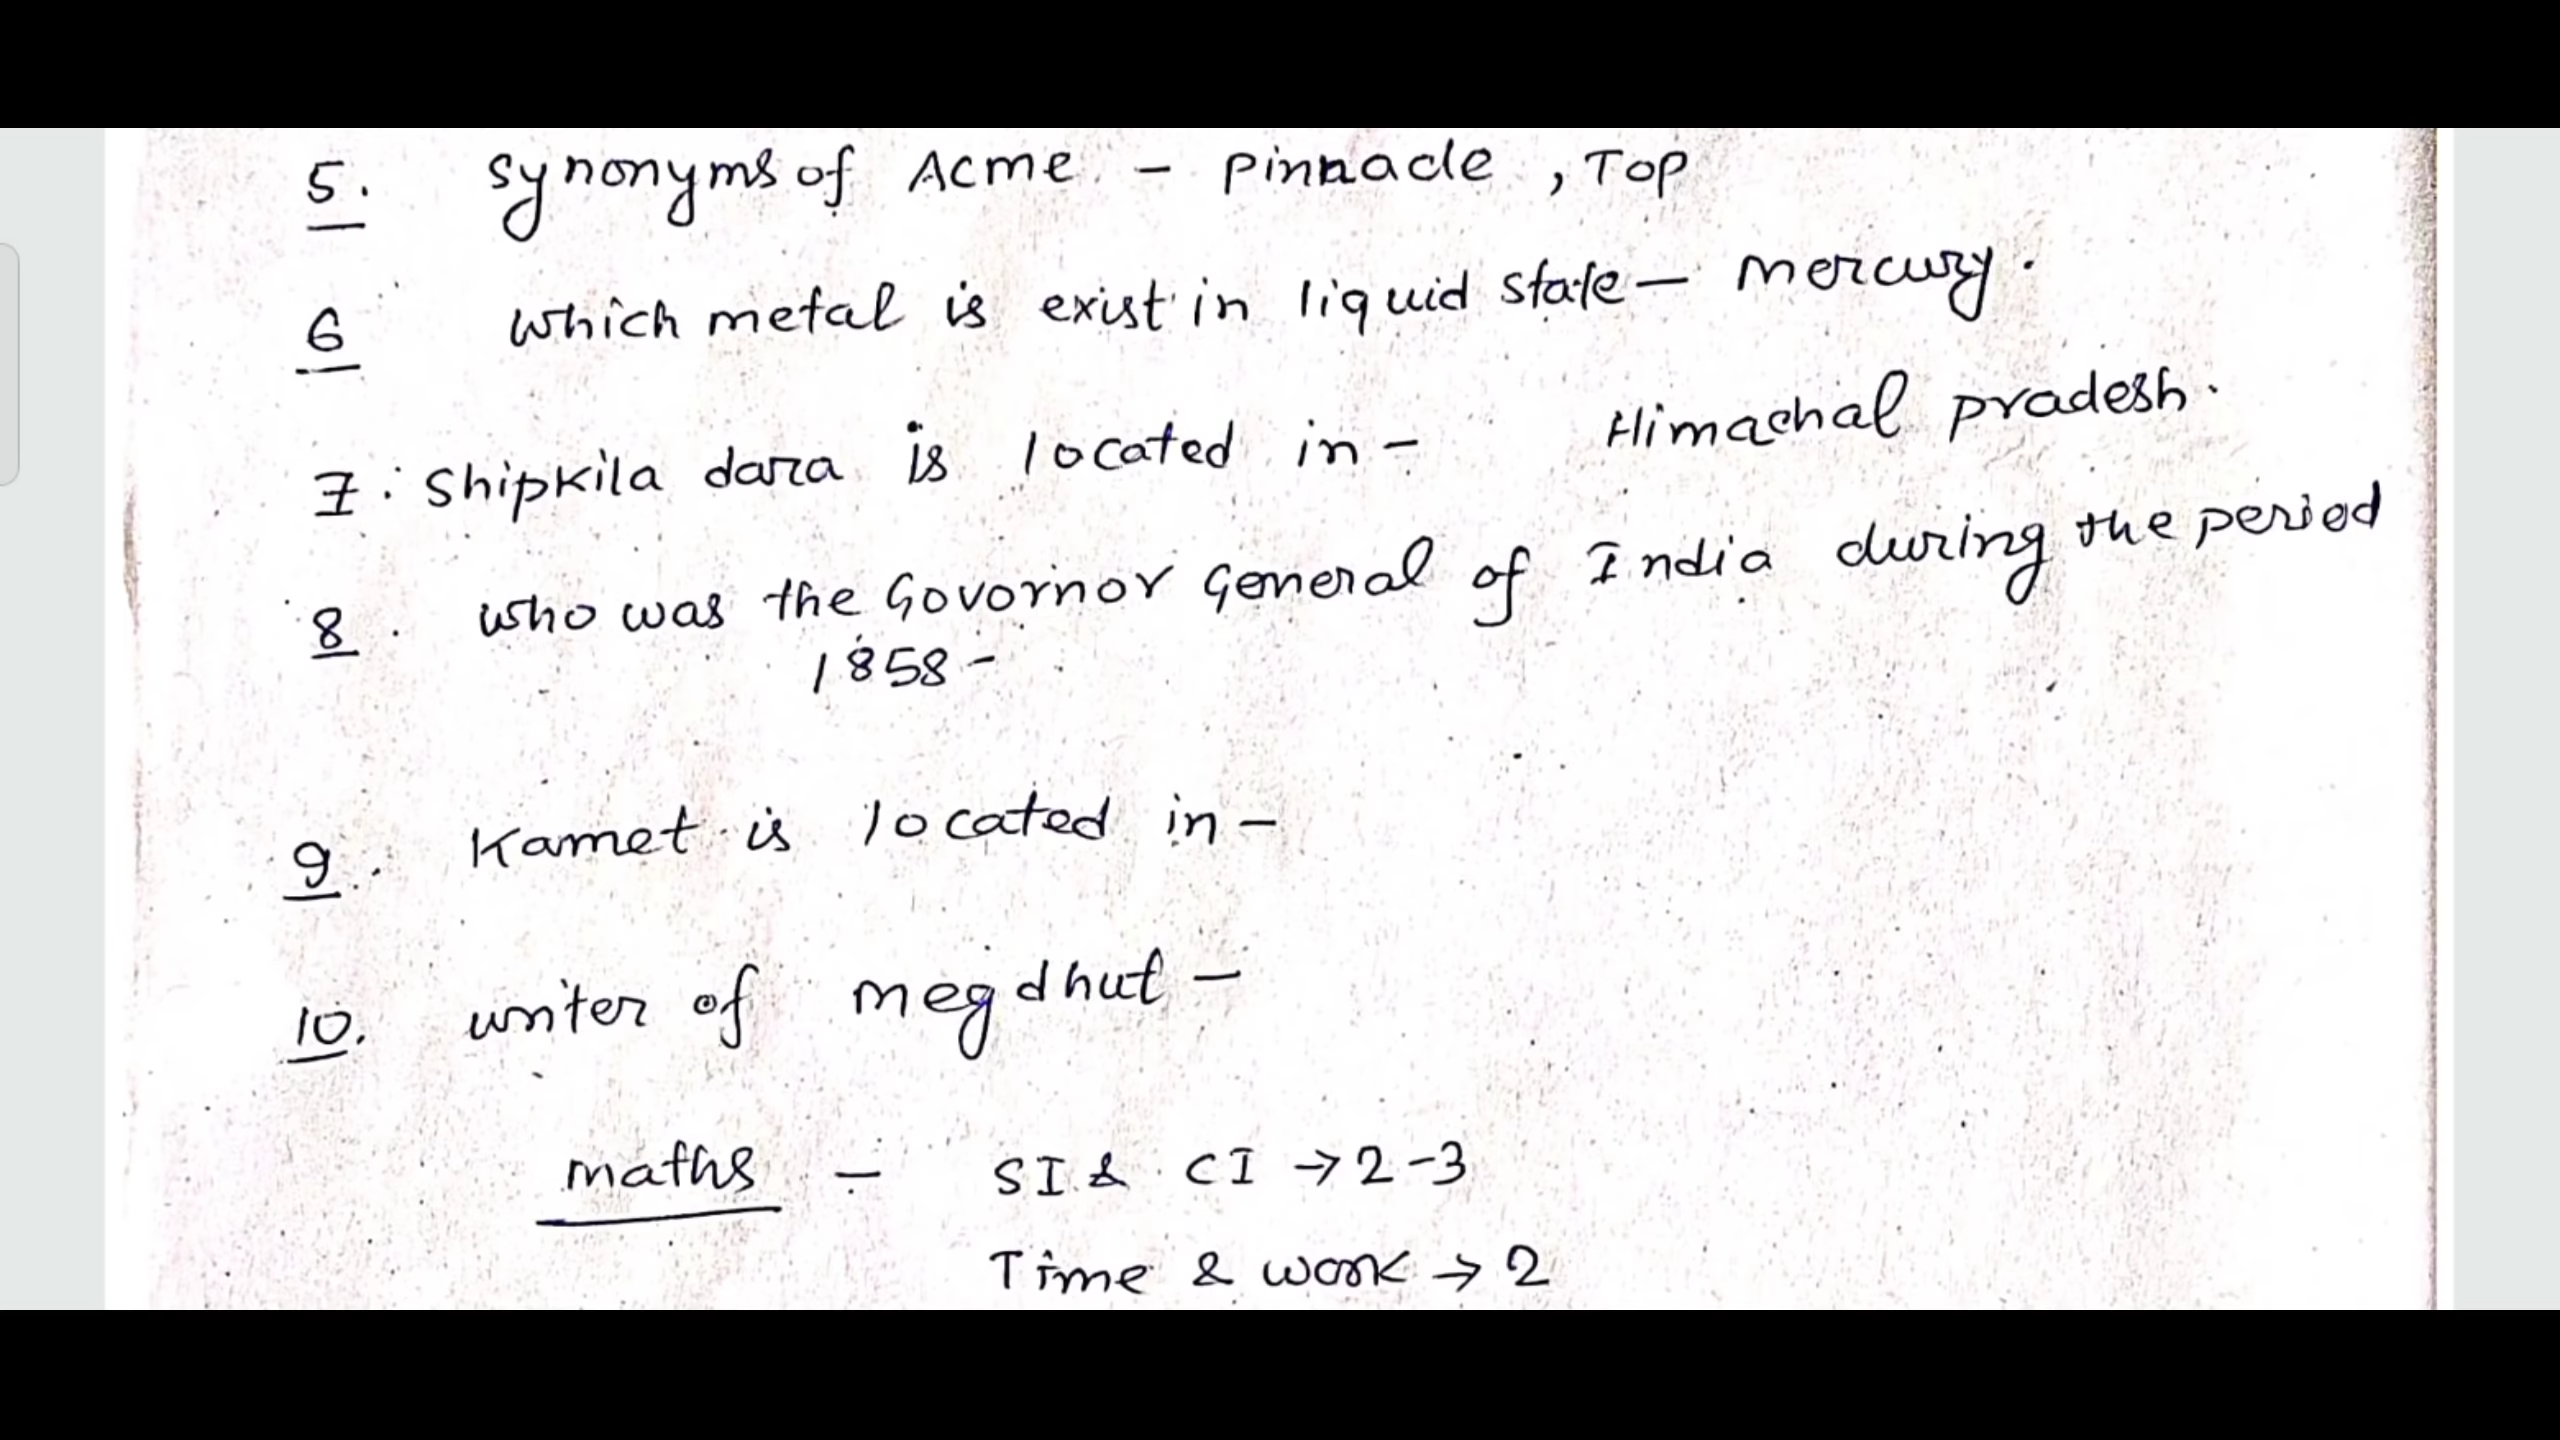 5. synonyms of Acme - Pinnacle, Top
6 which metal is exist in liquid state - Mercury.
7. Shipkila dara is located in - Himachal pradesh.
8. who was the Governor General of India during the period
1858 -
9. Kamet is located in -
10. writer of megdhut -
maths - SI & CI → 2-3
Time & work → 2